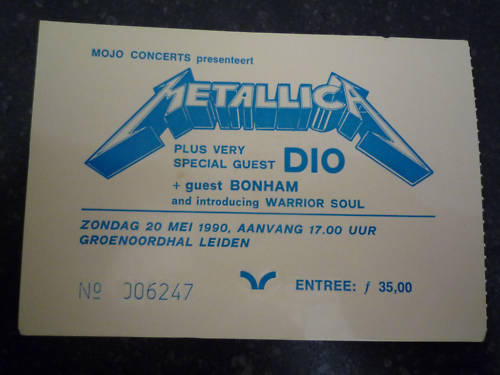 MOJO CONCERTS presenteert
METALLICA
PLUS VERY
SPECIAL GUEST DIO
+ guest BONHAM
and introducing WARRIOR SOUL
ZONDAG 20 MEI 1990, AANVANG 17.00 UUR
GROENOORDHAL LEIDEN
Nº 006247 ENTREE: ƒ 35,00